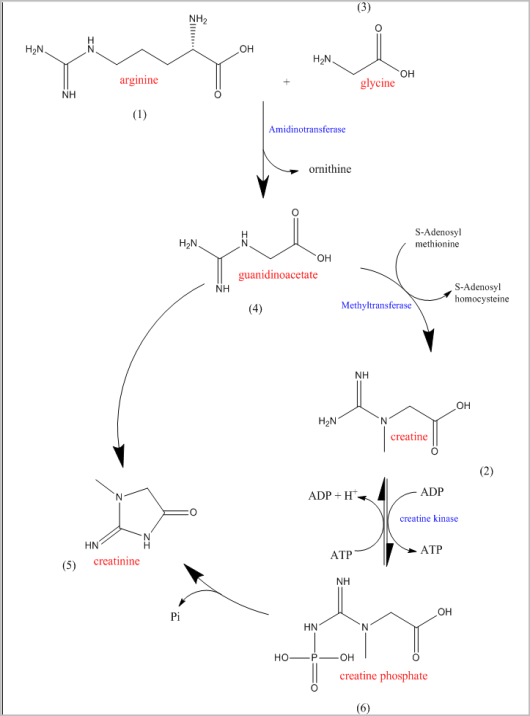 (3)
NH2
H2N
H
N
OH
NH
O
arginine
(1)
+
O
H2N
OH
glycine
Amidinotransferase
ornithine
H2N
H
N
O
OH
NH
guanidinoacetate
(4)
S-Adenosyl
methionine
S-Adenosyl
homocysteine
Methyltransferase
NH
H2N
N
OH
O
creatine
(2)
ADP + H+
ADP
creatine kinase
ATP
ATP
N
O
HN
NH
creatinine
(5)
Pi
NH
HN
N
OH
O
HO
P
OH
O
creatine phosphate
(6)